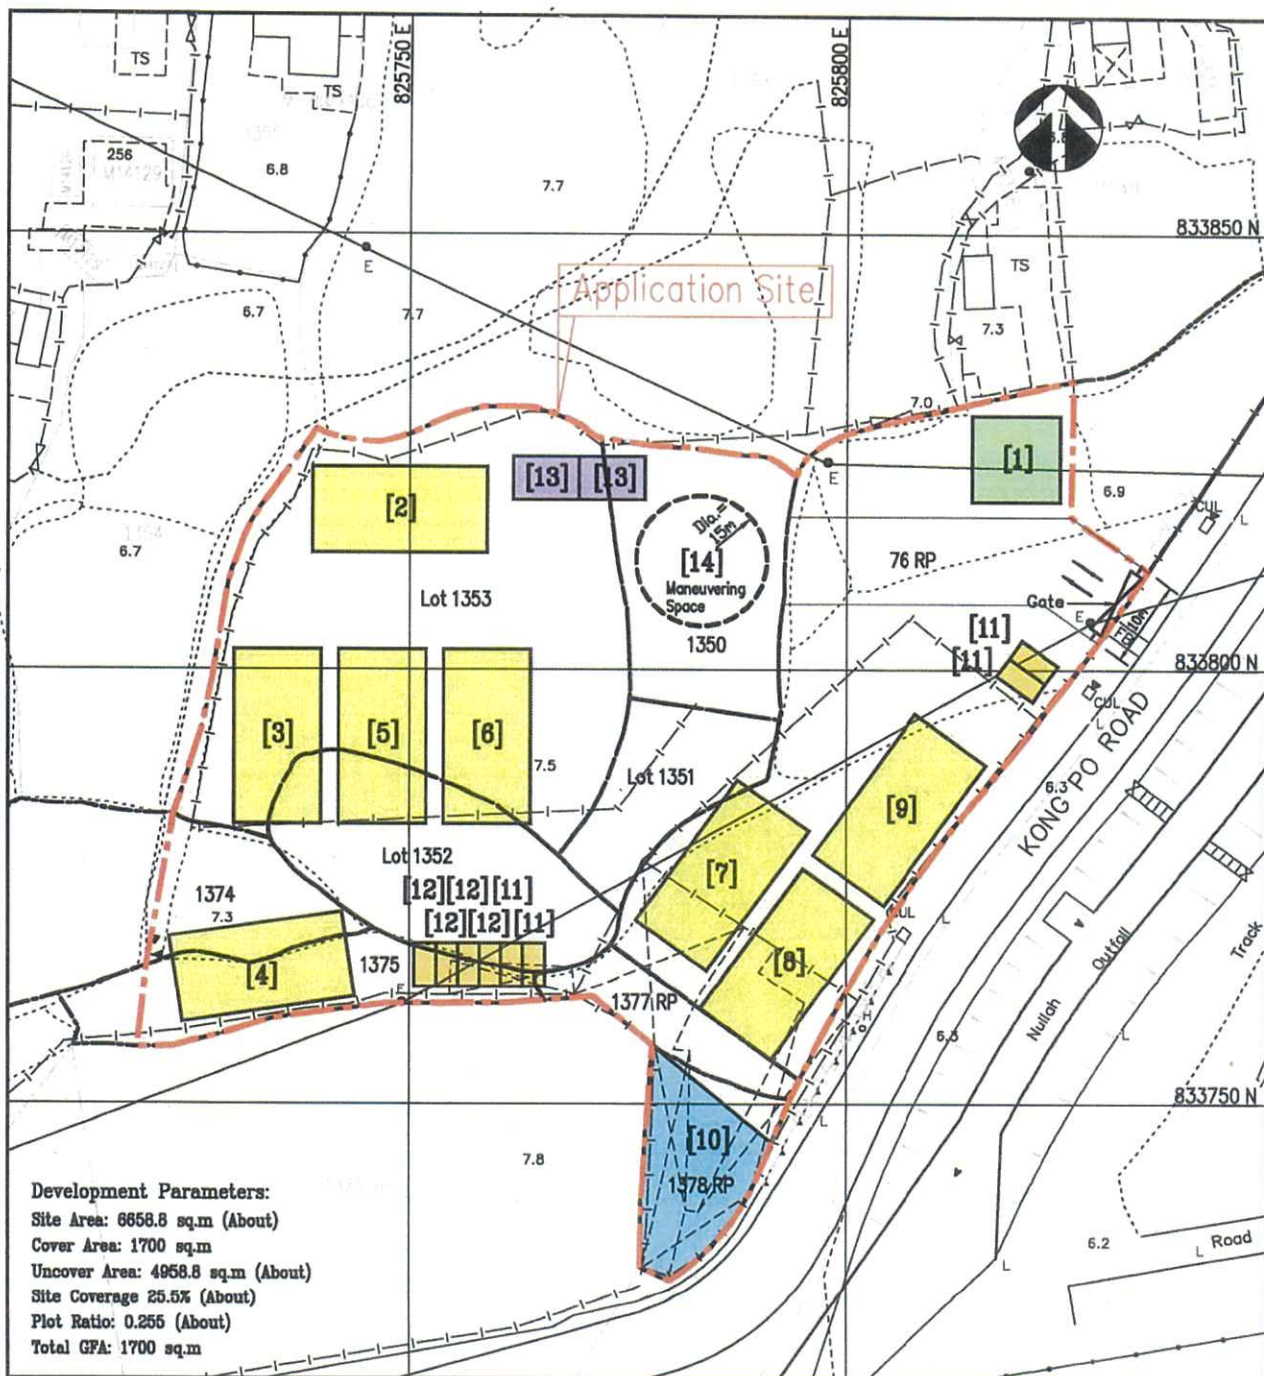 825750 E
825800 E
TS
TS
256
6.8
7.7
E
833850 N
TS
Application Site
6.7
7.7
7.3
7.0
[1]
[2]
[13] [13]
E
6.9
CUL
L
Dia.=
15m
[14]
Maneuvering
Space
6.7
76 RP
Lot 1353
Gate
E
10m
1350
[11]
[11]
833800 N
CUL
L
KONG PO ROAD
[3]
[5]
[6]
7.5
Lot 1351
6.3
[9]
Lot 1352
[7]
1374
7.3
[12][12][11]
[12][12][11]
CUL
L
Outfall
Track
[4]
1375
[8]
1377 RP
H
6.3
Nullah
L
833750 N
[10]
L
7.8
1378 RP
6.2
L
Road
L
Development Parameters:
Site Area: 6658.8 sq.m (About)
Cover Area: 1700 sq.m
Uncover Area: 4958.8 sq.m (About)
Site Coverage 25.5% (About)
Plot Ratio: 0.255 (About)
Total GFA: 1700 sq.m